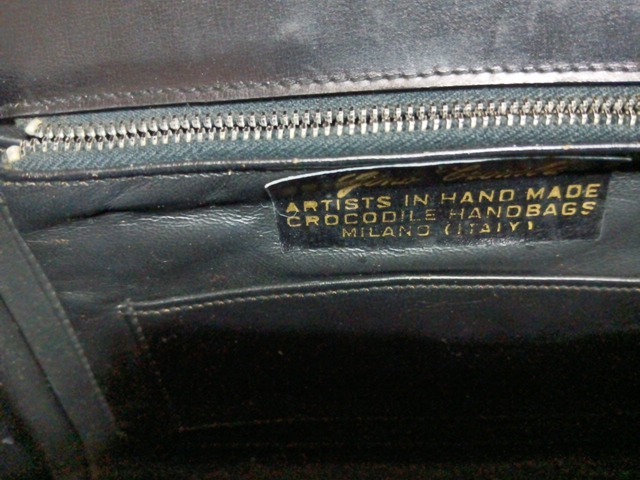 ARTISTS IN HAND MADE
CROCODILE HANDBAGS
MILANO (ITALY)